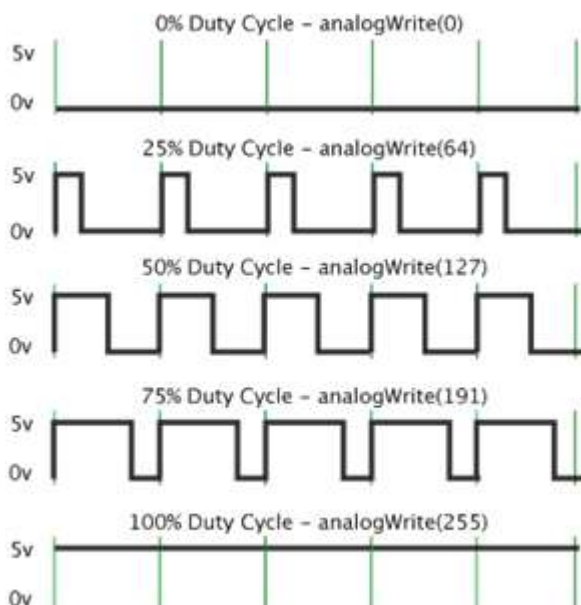 0% Duty Cycle – analogWrite(0)
5v
0v
25% Duty Cycle – analogWrite(64)
5v
0v
50% Duty Cycle – analogWrite(127)
5v
0v
75% Duty Cycle – analogWrite(191)
5v
0v
100% Duty Cycle – analogWrite(255)
5v
0v